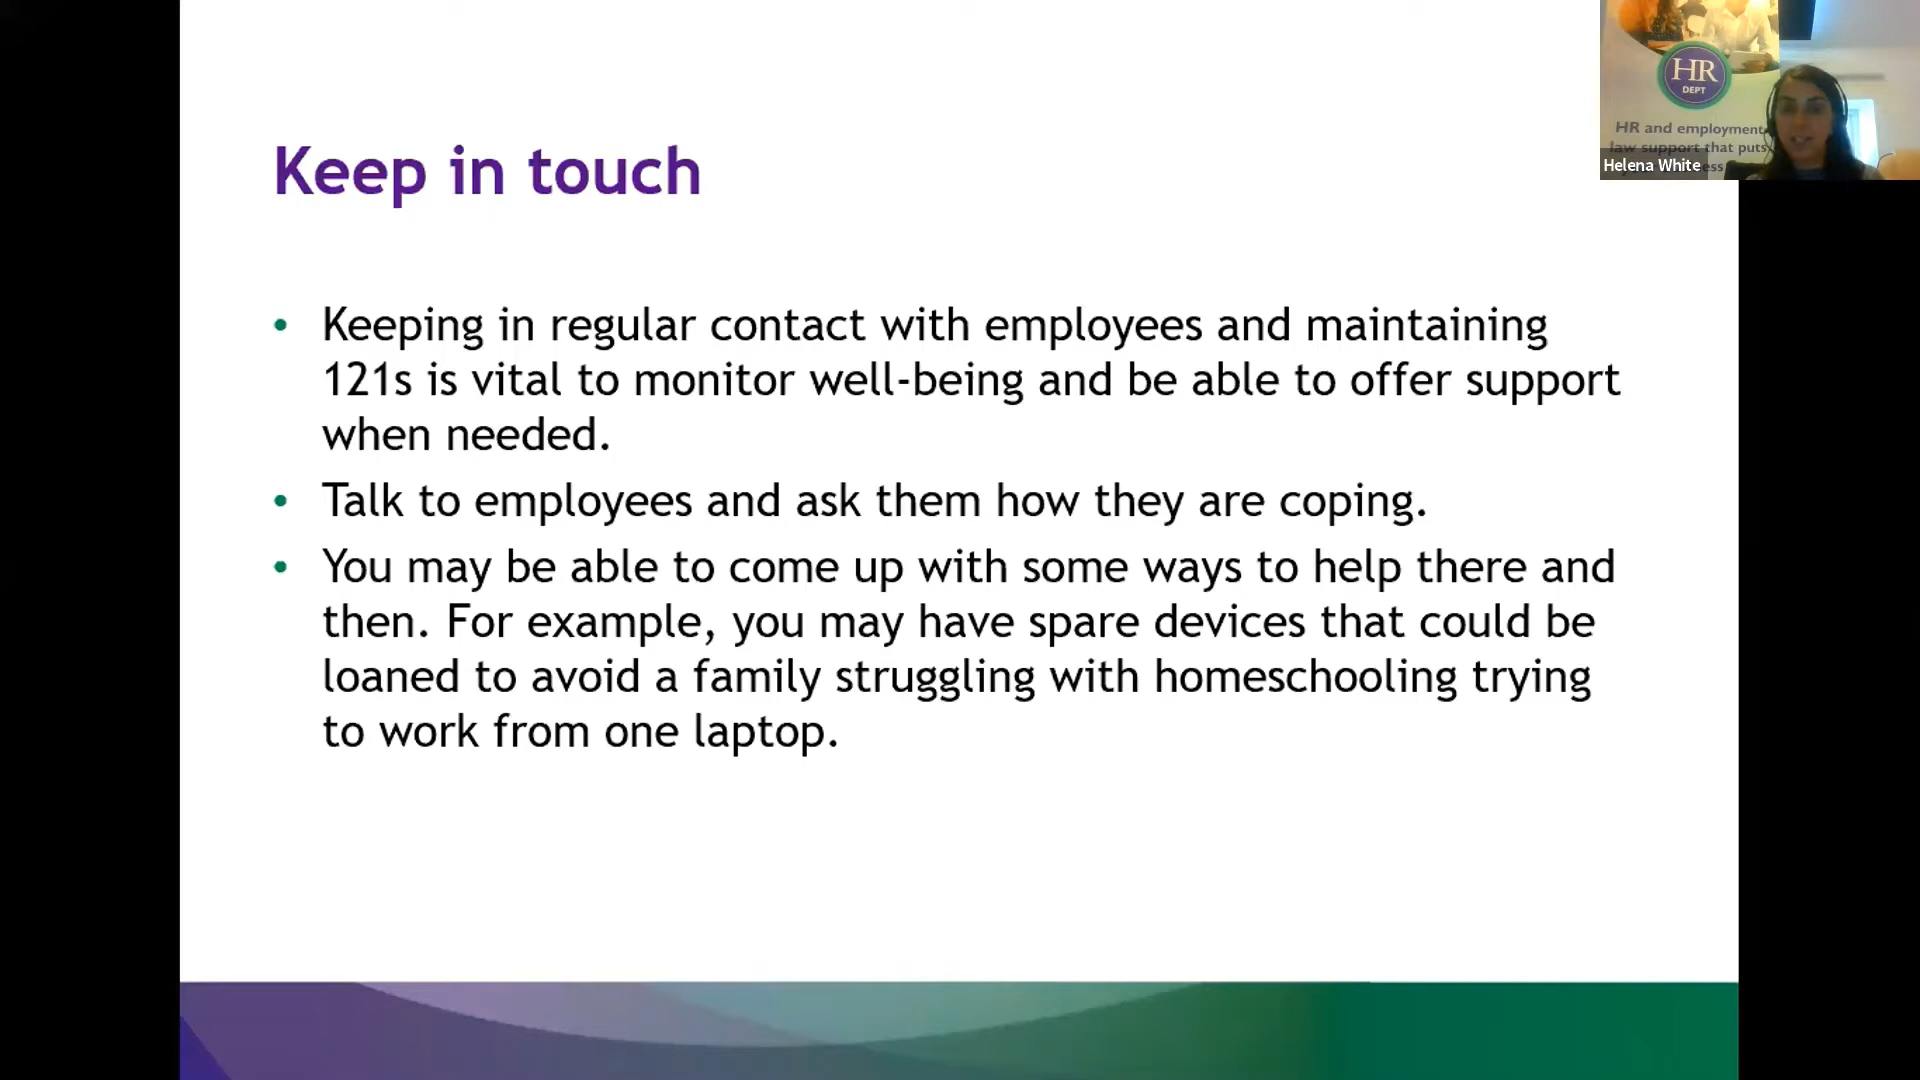 Keep in touch
• Keeping in regular contact with employees and maintaining
121s is vital to monitor well-being and be able to offer support
when needed.
• Talk to employees and ask them how they are coping.
• You may be able to come up with some ways to help there and
then. For example, you may have spare devices that could be
loaned to avoid a family struggling with homeschooling trying
to work from one laptop.
HR
DEPT
HR and employment
law support that puts
Helena White